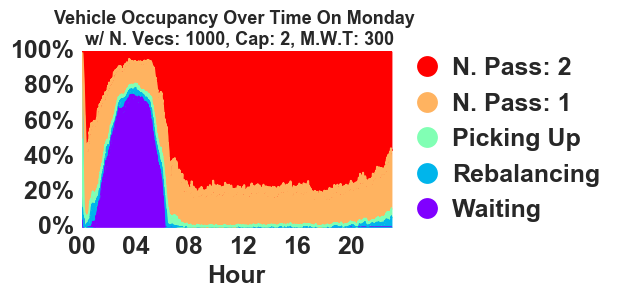 Vehicle Occupancy Over Time On Monday
w/ N. Vecs: 1000, Cap: 2, M.W.T: 300
100%
80%
60%
40%
20%
0%
00 04 08 12 16 20
Hour
N. Pass: 2
N. Pass: 1
Picking Up
Rebalancing
Waiting